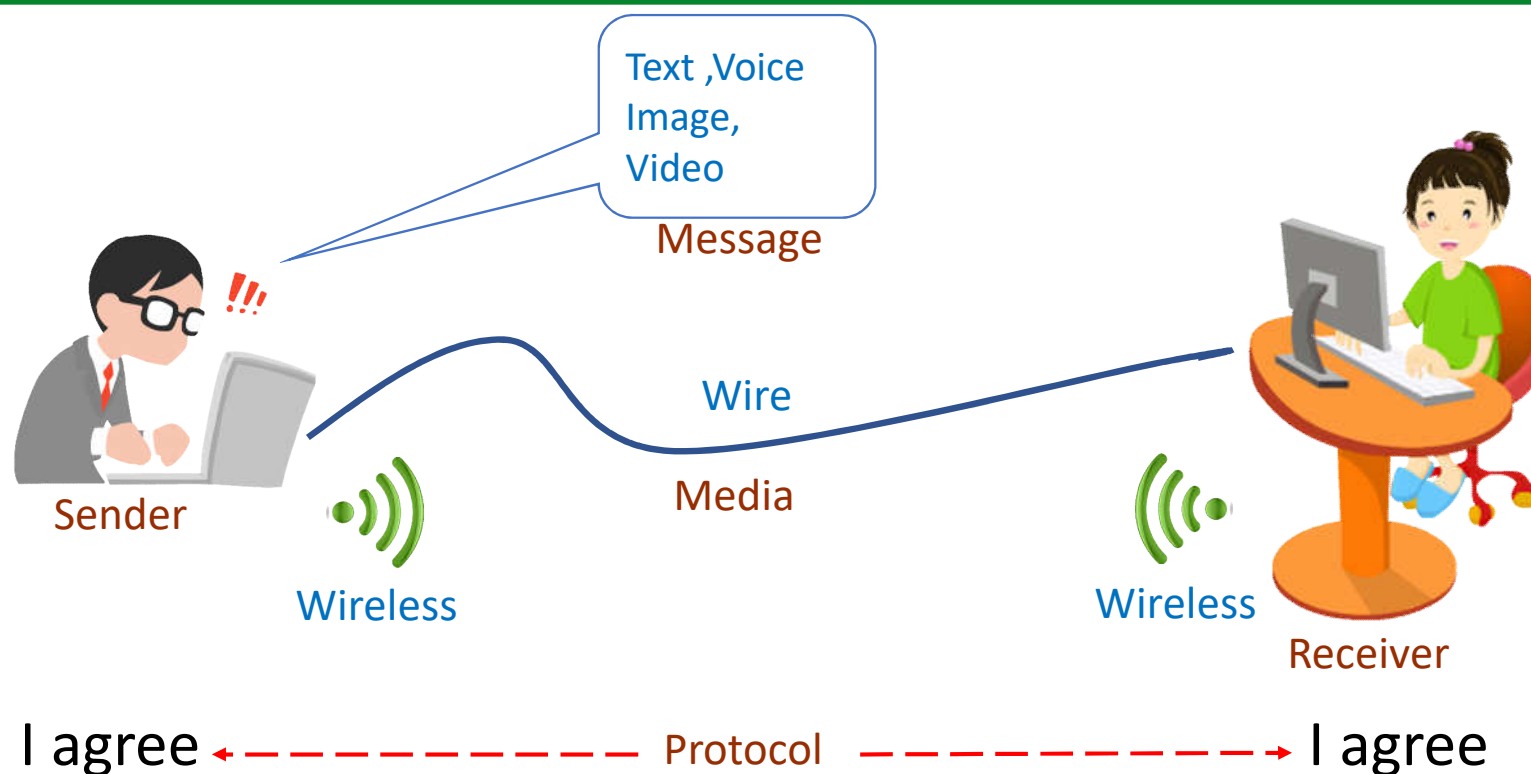 Text ,Voice
Image,
Video
Message
Wire
Media
Sender
Wireless
Wireless
Receiver
I agree
Protocol
I agree